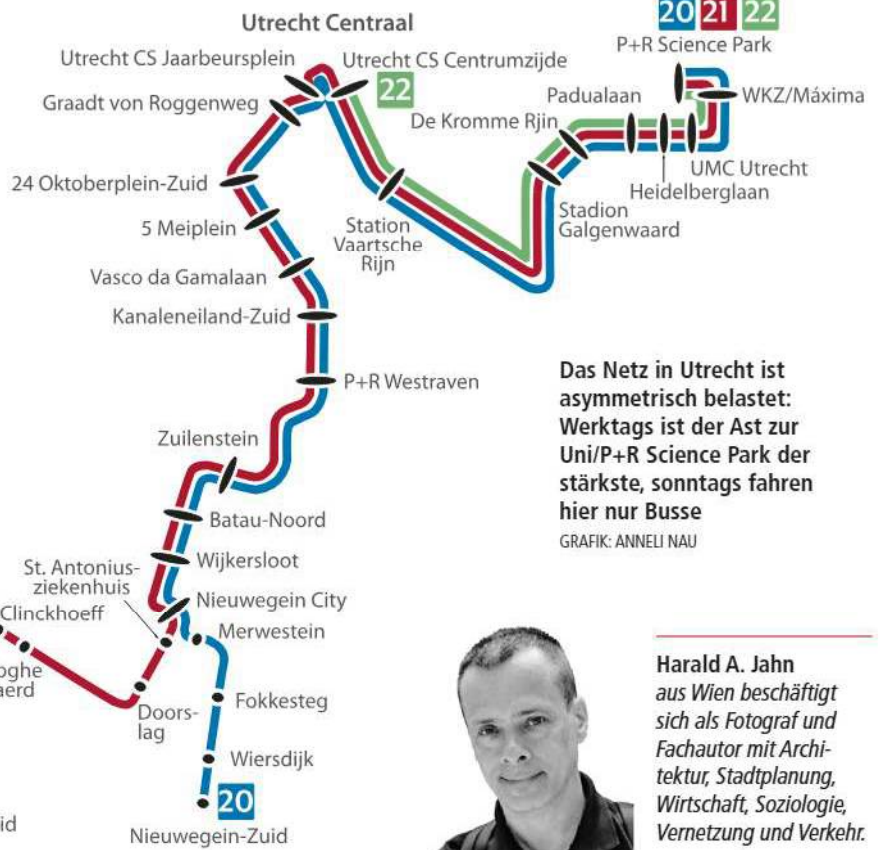 Utrecht Centraal
20 21 22
P+R Science Park
Utrecht CS Jaarbeursplein
Utrecht CS Centrumzijde
22
Graadt von Roggenweg
Padualaan
WKZ/Máxima
De Kromme Rjin
UMC Utrecht
Heidelberglaan
24 Oktoberplein-Zuid
Stadion
Galgenwaard
5 Meiplein
Station
Vaartsche
Rijn
Vasco da Gamalaan
Kanaleneiland-Zuid
P+R Westraven
Zuilenstein
Batau-Noord
Wijkersloot
St. Antonius-
ziekenhuis
Nieuwegein City
Clinckhoeff
Merwestein
oghe
aerd
Doors-
lag
Fokkesteg
Wiersdijk
20
id
Nieuwegein-Zuid
Das Netz in Utrecht ist
asymmetrisch belastet:
Werktags ist der Ast zur
Uni/P+R Science Park der
stärkste, sonntags fahren
hier nur Busse
GRAFIK: ANNELI NAU
Harald A. Jahn
aus Wien beschäftigt
sich als Fotograf und
Fachautor mit Archi-
tektur, Stadtplanung,
Wirtschaft, Soziologie,
Vernetzung und Verkehr.